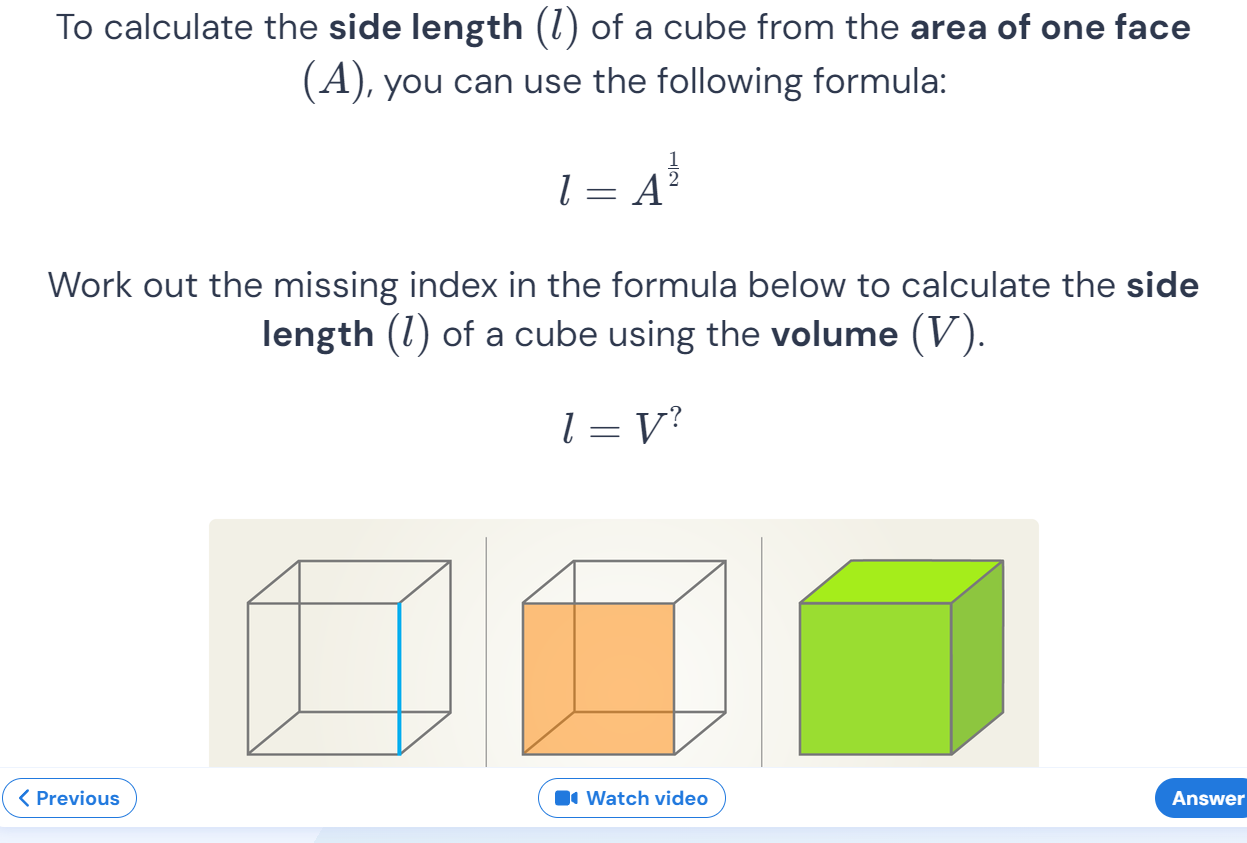 To calculate the side length (l) of a cube from the area of one face
(A), you can use the following formula:
l = A^{\frac{1}{2}}
Work out the missing index in the formula below to calculate the side
length (l) of a cube using the volume (V).
l = V^?
Previous
Watch video
Answer